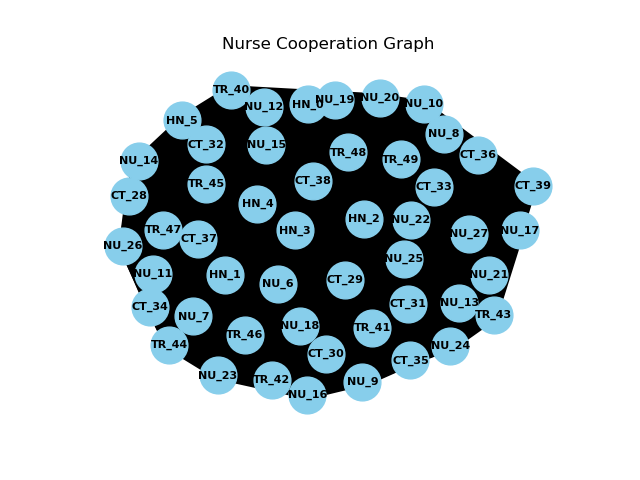 Nurse Cooperation Graph
TR_40
NU_12
HN_0
NU_19
NU_20
NU_10
HN_5
NU_8
CT_32
NU_15
TR_48
TR_49
CT_36
NU_14
CT_38
TR_45
CT_33
CT_39
CT_28
HN_4
HN_2
NU_22
TR_47
HN_3
NU_17
NU_27
CT_37
NU_26
NU_25
NU_11
HN_1
NU_21
CT_29
NU_6
CT_34
CT_31
NU_13
TR_43
NU_7
NU_18
TR_41
TR_46
TR_44
NU_24
CT_30
CT_35
NU_23
TR_42
NU_9
NU_16